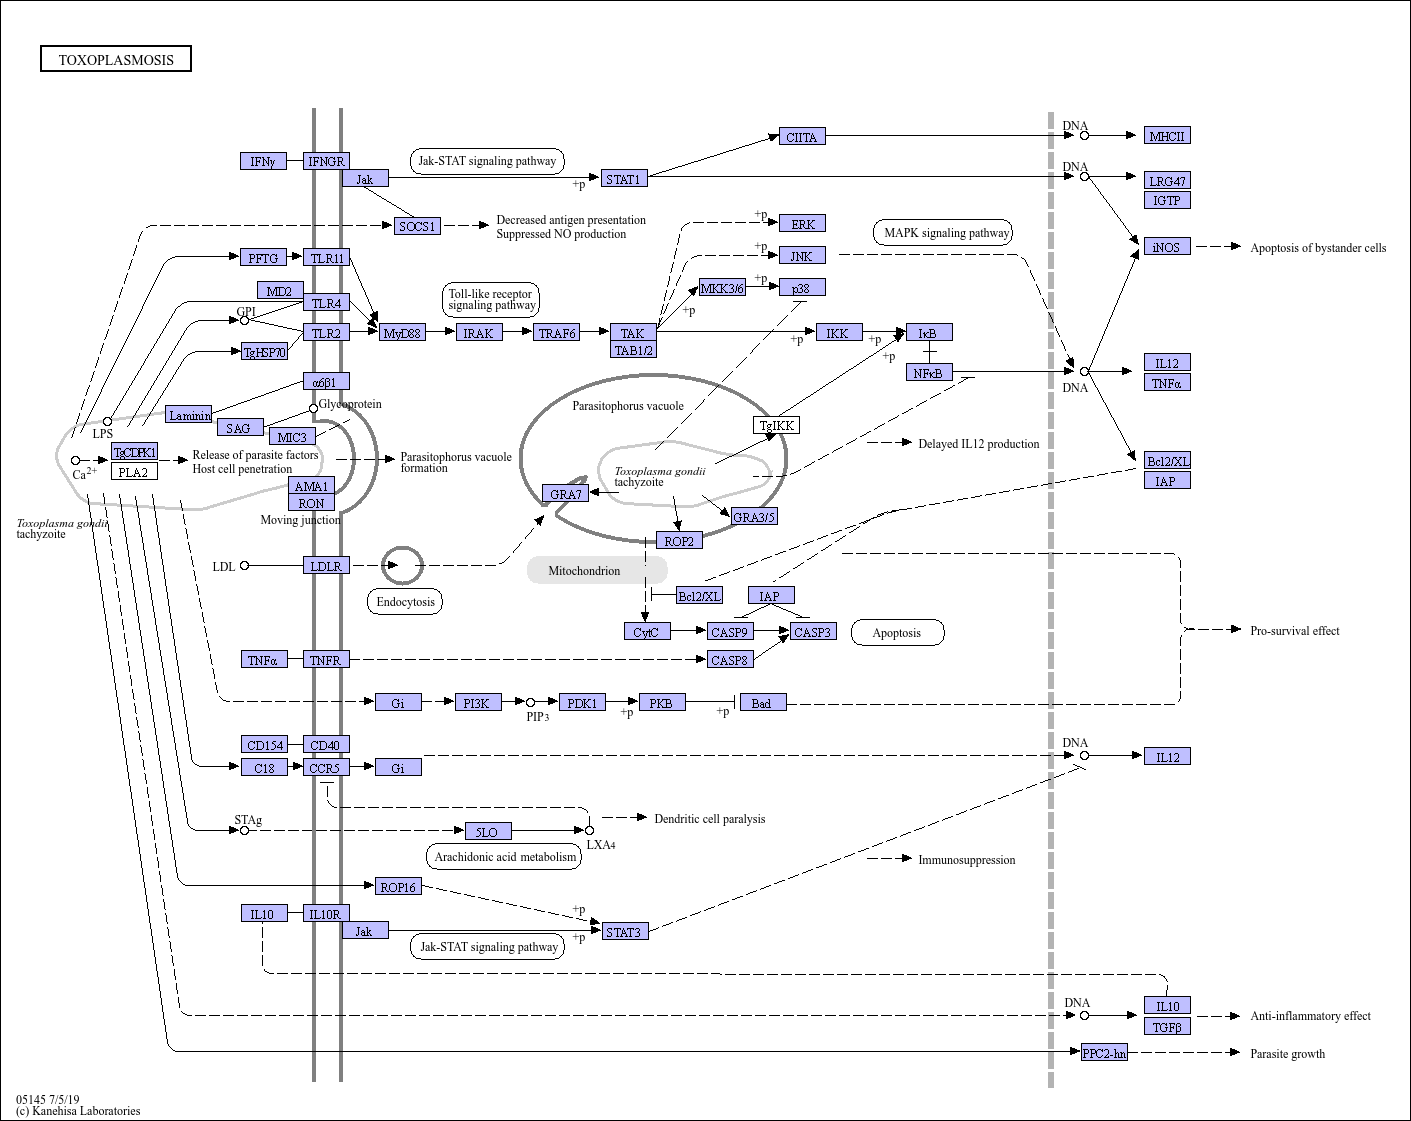 TOXOPLASMOSIS
DNA
CIITA
MHCII
IFNγ
IFNGR
Jak-STAT signaling pathway
DNA
Jak
+p
STAT1
LRG47
IGTP
SOCS1
Decreased antigen presentation
Suppressed NO production
+p
ERK
MAPK signaling pathway
iNOS
Apoptosis of bystander cells
PFTG
TLR11
+p
JNK
MD2
TLR4
Toll-like receptor
signaling pathway
MKK3/6
+p
p38
+p
GPI
TLR2
MyD88
IRAK
TRAF6
TAK
TAB1/2
+p
IKK
+p
IκB
TgHSP70
NFκB
DNA
IL12
TNFα
α6β1
Laminin
Glycoprotein
Parasitophorus vacuole
SAG
MIC3
LPS
TgIKK
Delayed IL12 production
TgCDPK1
PLA2
Ca2+
Release of parasite factors
Host cell penetration
Parasitophorus vacuole
formation
Toxoplasma gondii
tachyzoite
Bcl2/XL
IAP
AMA1
RON
Moving junction
GRA7
GRA3/5
ROP2
Toxoplasma gondii
tachyzoite
LDL
LDLR
Endocytosis
Mitochondrion
Bcl2/XL
IAP
CytC
CASP9
CASP3
Apoptosis
Pro-survival effect
TNFα
TNFR
CASP8
Gi
PI3K
PIP3
PDK1
+p
PKB
+p
Bad
CD154
CD40
DNA
IL12
C18
CCR5
Gi
STAg
5LO
LXA4
Dendritic cell paralysis
Arachidonic acid metabolism
Immunosuppression
ROP16
IL10
IL10R
Jak
+p
+p
STAT3
Jak-STAT signaling pathway
DNA
IL10
TGFβ
Anti-inflammatory effect
PPC2-hn
Parasite growth
05145 7/5/19
(c) Kanehisa Laboratories